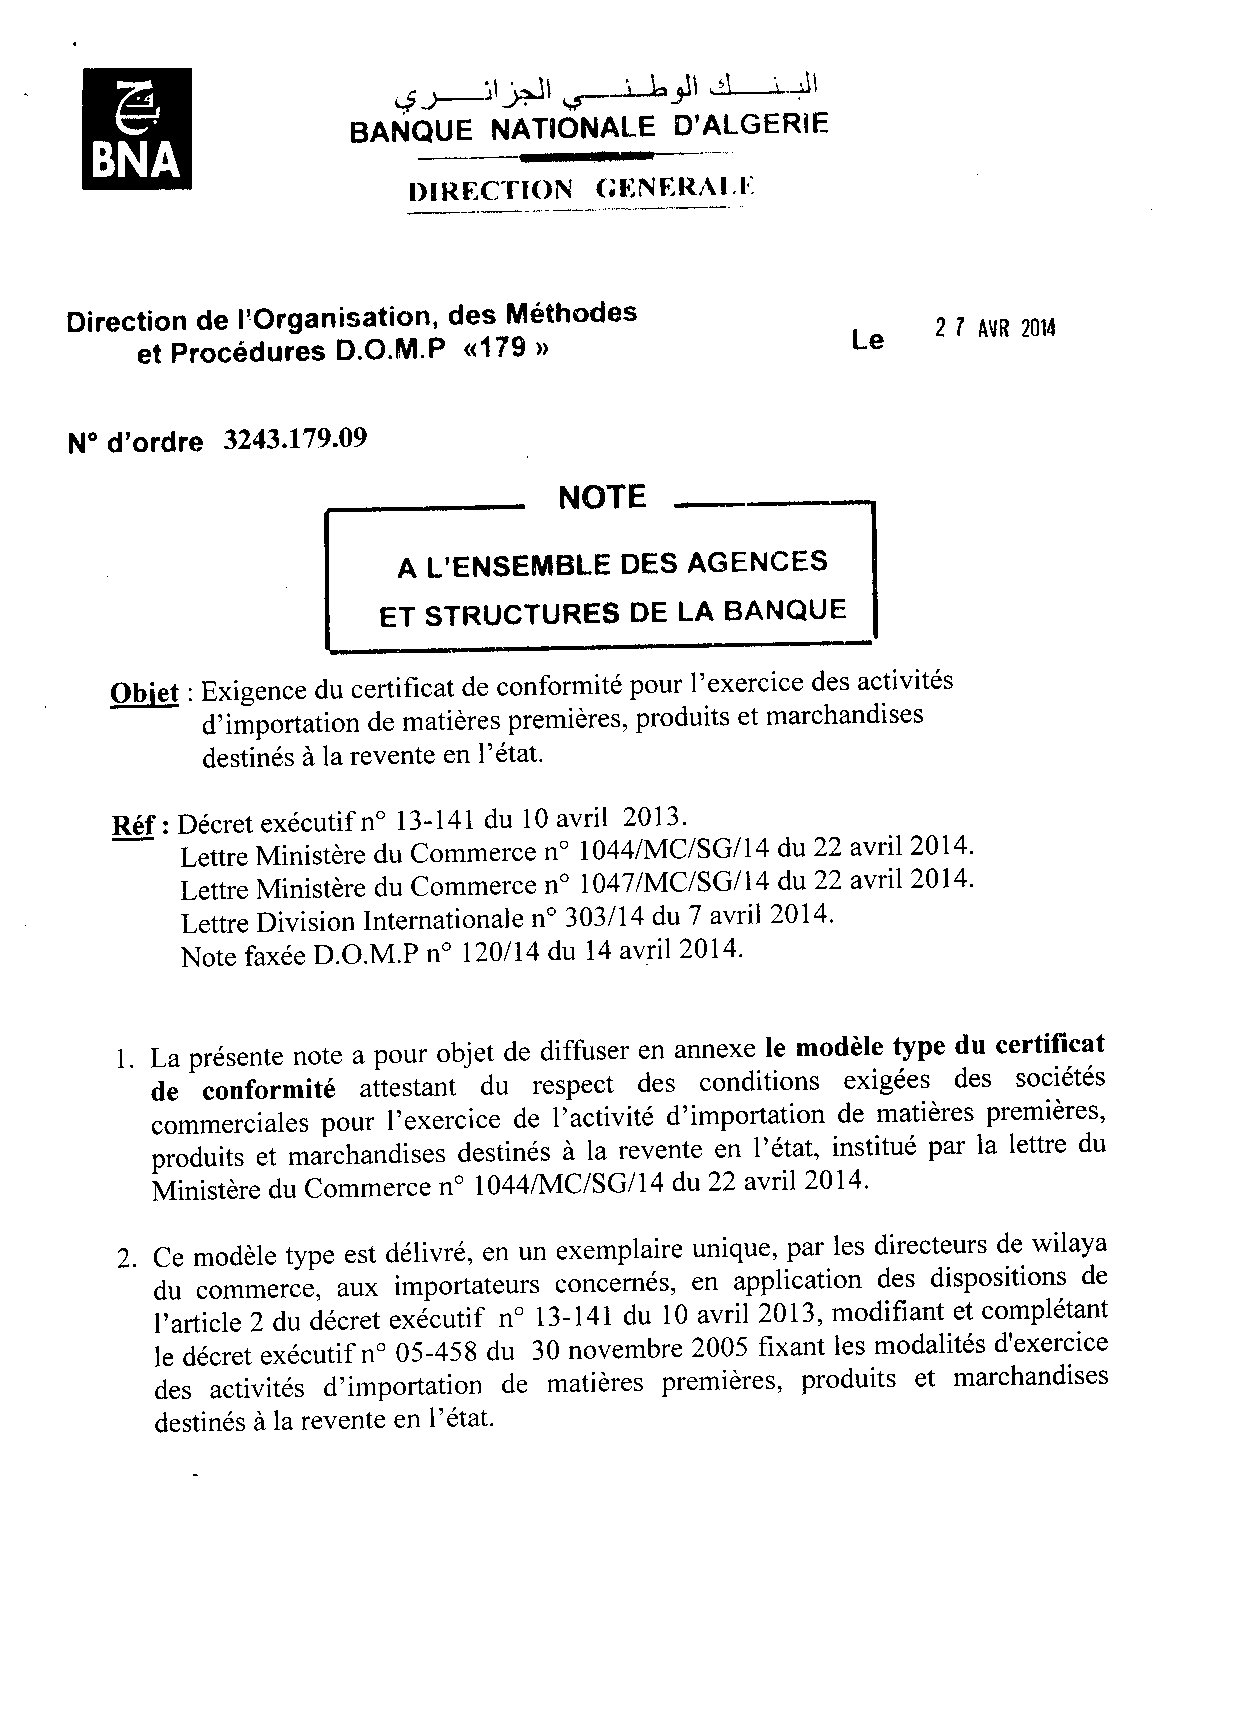 البنك الوطني الجزائري
BNA
BANQUE NATIONALE D'ALGERIE
DIRECTION GENERALE
Direction de l'Organisation, des Méthodes
et Procédures D.O.M.P «179 »
Le 27 AVR 2014
N° d'ordre 3243.179.09
NOTE
A L'ENSEMBLE DES AGENCES
ET STRUCTURES DE LA BANQUE
Objet : Exigence du certificat de conformité pour l'exercice des activités
d'importation de matières premières, produits et marchandises
destinés à la revente en l'état.
Réf : Décret exécutif n° 13-141 du 10 avril 2013.
Lettre Ministère du Commerce n° 1044/MC/SG/14 du 22 avril 2014.
Lettre Ministère du Commerce n° 1047/MC/SG/14 du 22 avril 2014.
Lettre Division Internationale n° 303/14 du 7 avril 2014.
Note faxée D.O.M.P n° 120/14 du 14 avril 2014.
1. La présente note a pour objet de diffuser en annexe le modèle type du certificat
de conformité attestant du respect des conditions exigées des sociétés
commerciales pour l'exercice de l'activité d'importation de matières premières,
produits et marchandises destinés à la revente en l'état, institué par la lettre du
Ministère du Commerce n° 1044/MC/SG/14 du 22 avril 2014.
2. Ce modèle type est délivré, en un exemplaire unique, par les directeurs de wilaya
du commerce, aux importateurs concernés, en application des dispositions de
l'article 2 du décret exécutif n° 13-141 du 10 avril 2013, modifiant et complétant
le décret exécutif n° 05-458 du 30 novembre 2005 fixant les modalités d'exercice
des activités d'importation de matières premières, produits et marchandises
destinés à la revente en l'état.